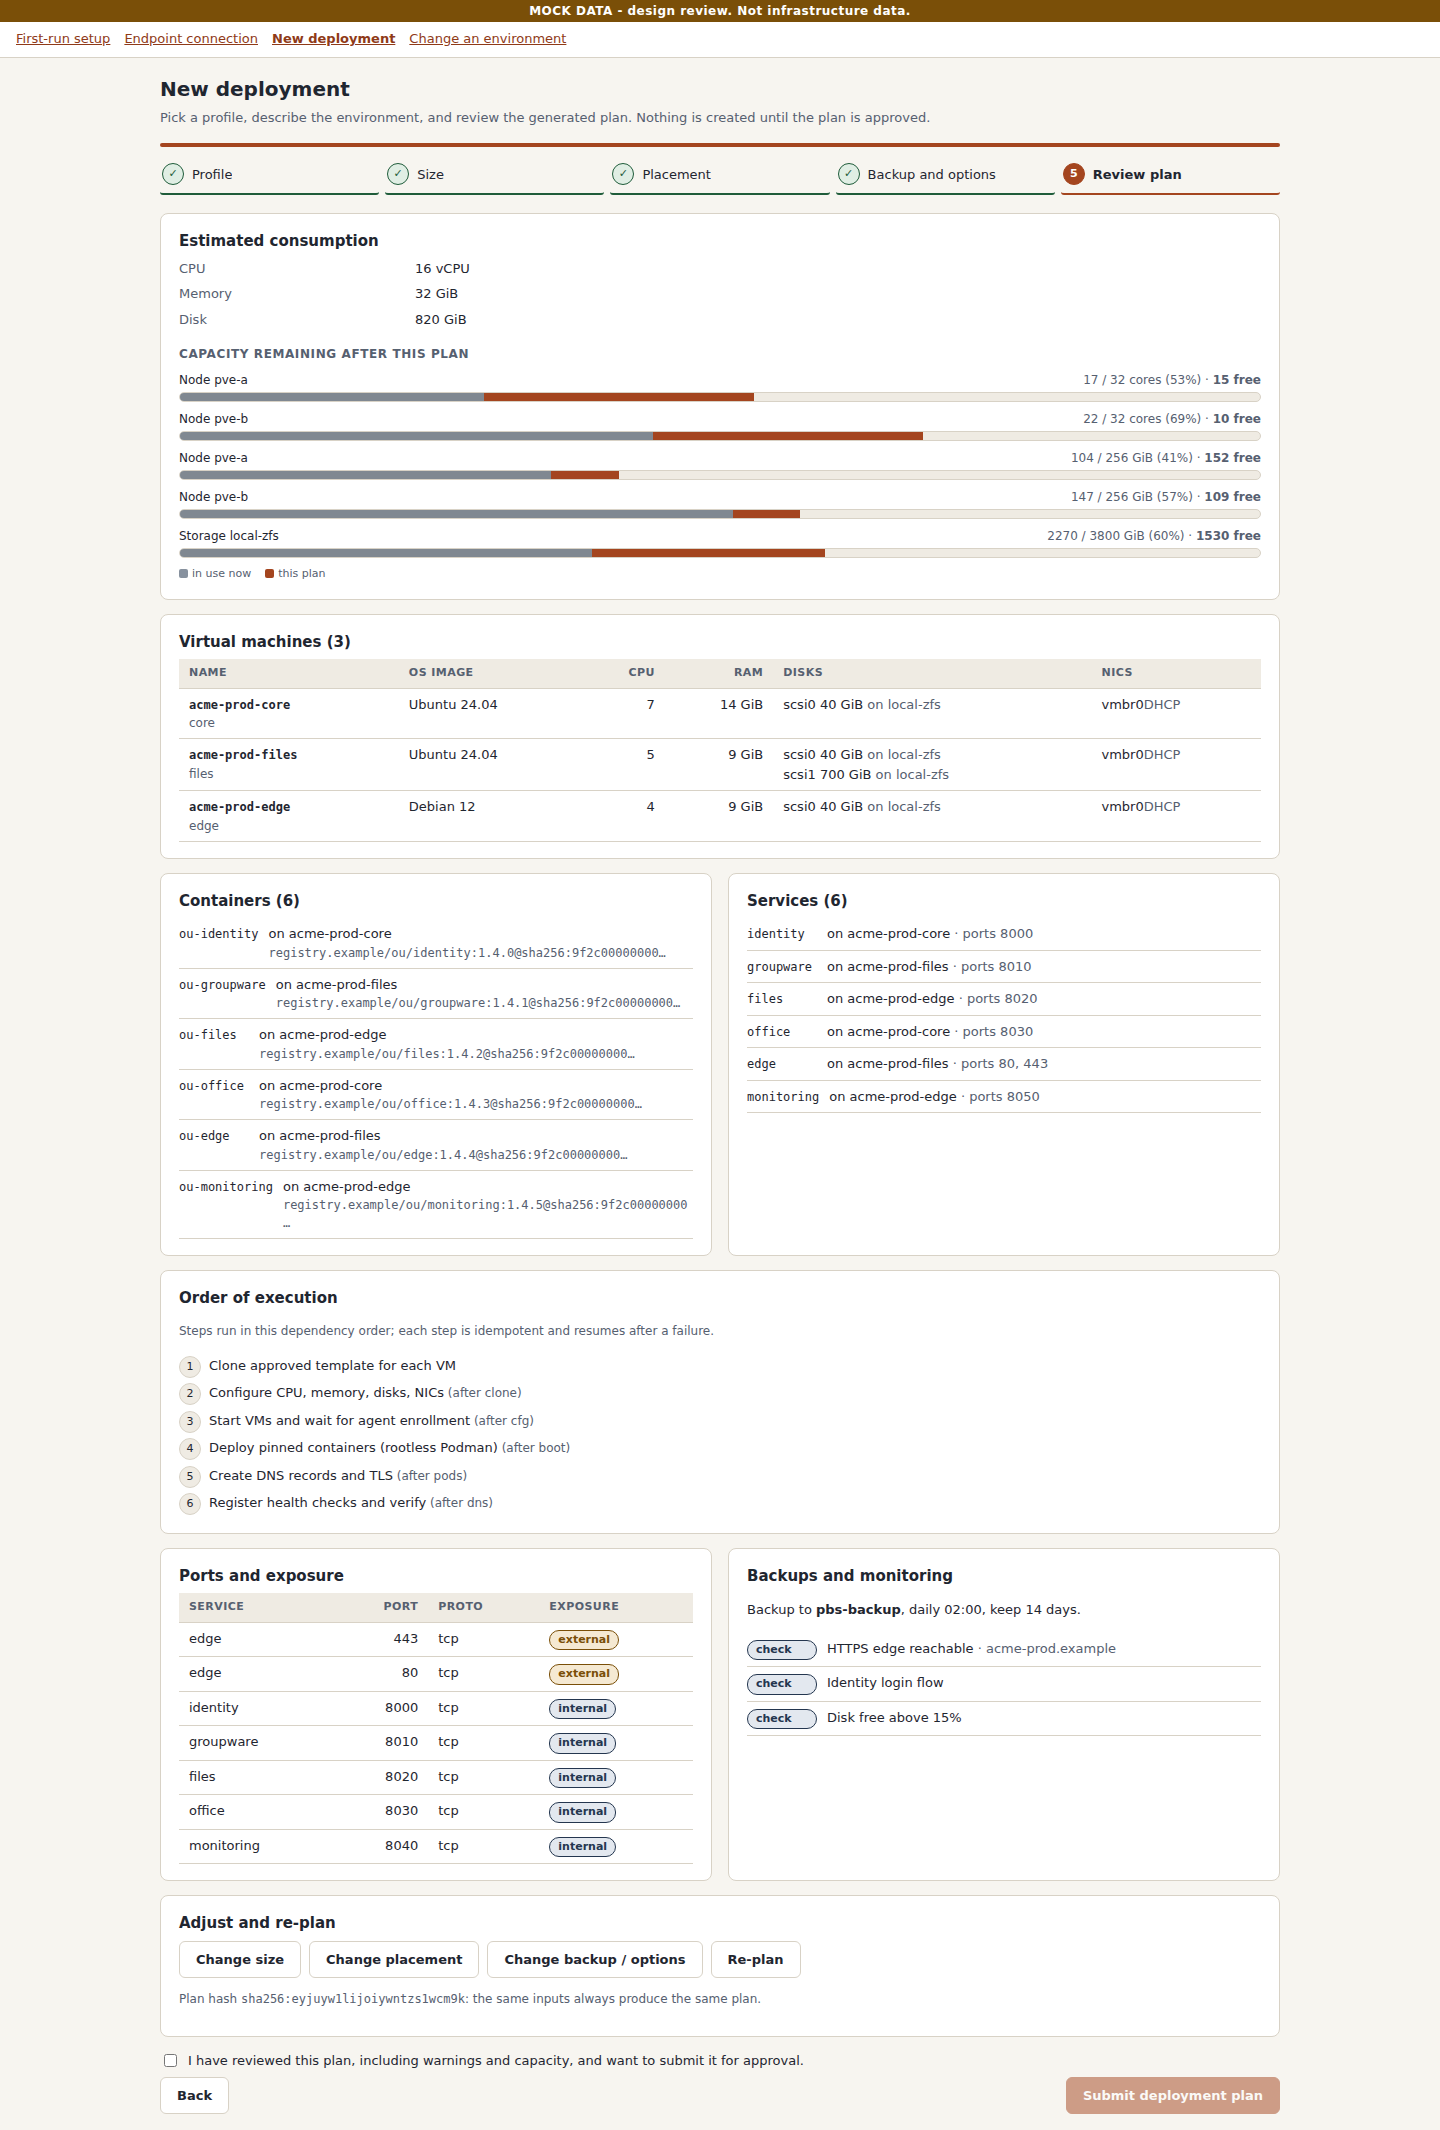 MOCK DATA - design review. Not infrastructure data.
First-run setup Endpoint connection New deployment Change an environment
New deployment
Pick a profile, describe the environment, and review the generated plan. Nothing is created until the plan is approved.
✓ Profile ✓ Size ✓ Placement ✓ Backup and options 5 Review plan
Estimated consumption
CPU 16 vCPU
Memory 32 GiB
Disk 820 GiB
CAPACITY REMAINING AFTER THIS PLAN
Node pve-a 17 / 32 cores (53%) · 15 free
Node pve-b 22 / 32 cores (69%) · 10 free
Node pve-a 104 / 256 GiB (41%) · 152 free
Node pve-b 147 / 256 GiB (57%) · 109 free
Storage local-zfs 2270 / 3800 GiB (60%) · 1530 free
in use now this plan
Virtual machines (3)
NAME OS IMAGE CPU RAM DISKS NICS
acme-prod-core Ubuntu 24.04 7 14 GiB scsi0 40 GiB on local-zfs vmbr0DHCP
core
acme-prod-files Ubuntu 24.04 5 9 GiB scsi0 40 GiB on local-zfs vmbr0DHCP
files scsi1 700 GiB on local-zfs
acme-prod-edge Debian 12 4 9 GiB scsi0 40 GiB on local-zfs vmbr0DHCP
edge
Containers (6)
ou-identity on acme-prod-core
registry.example/ou/identity:1.4.0@sha256:9f2c00000000…
ou-groupware on acme-prod-files
registry.example/ou/groupware:1.4.1@sha256:9f2c00000000…
ou-files on acme-prod-edge
registry.example/ou/files:1.4.2@sha256:9f2c00000000…
ou-office on acme-prod-core
registry.example/ou/office:1.4.3@sha256:9f2c00000000…
ou-edge on acme-prod-files
registry.example/ou/edge:1.4.4@sha256:9f2c00000000…
ou-monitoring on acme-prod-edge
registry.example/ou/monitoring:1.4.5@sha256:9f2c00000000
…
Services (6)
identity on acme-prod-core · ports 8000
groupware on acme-prod-files · ports 8010
files on acme-prod-edge · ports 8020
office on acme-prod-core · ports 8030
edge on acme-prod-files · ports 80, 443
monitoring on acme-prod-edge · ports 8050
Order of execution
Steps run in this dependency order; each step is idempotent and resumes after a failure.
1 Clone approved template for each VM
2 Configure CPU, memory, disks, NICs (after clone)
3 Start VMs and wait for agent enrollment (after cfg)
4 Deploy pinned containers (rootless Podman) (after boot)
5 Create DNS records and TLS (after pods)
6 Register health checks and verify (after dns)
Ports and exposure
SERVICE PORT PROTO EXPOSURE
edge 443 tcp external
edge 80 tcp external
identity 8000 tcp internal
groupware 8010 tcp internal
files 8020 tcp internal
office 8030 tcp internal
monitoring 8040 tcp internal
Backups and monitoring
Backup to pbs-backup, daily 02:00, keep 14 days.
check HTTPS edge reachable · acme-prod.example
check Identity login flow
check Disk free above 15%
Adjust and re-plan
Change size Change placement Change backup / options Re-plan
Plan hash sha256:eyjuyw1lijoiywntzs1wcm9k: the same inputs always produce the same plan.
I have reviewed this plan, including warnings and capacity, and want to submit it for approval.
Back Submit deployment plan